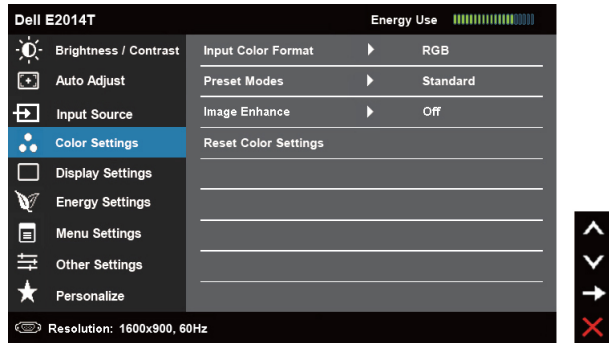 Dell E2014T Energy Use
Brightness / Contrast Input Color Format RGB
Auto Adjust Preset Modes Standard
Input Source Image Enhance Off
Color Settings Reset Color Settings
Display Settings
Energy Settings
Menu Settings
Other Settings
Personalize
Resolution: 1600x900, 60Hz